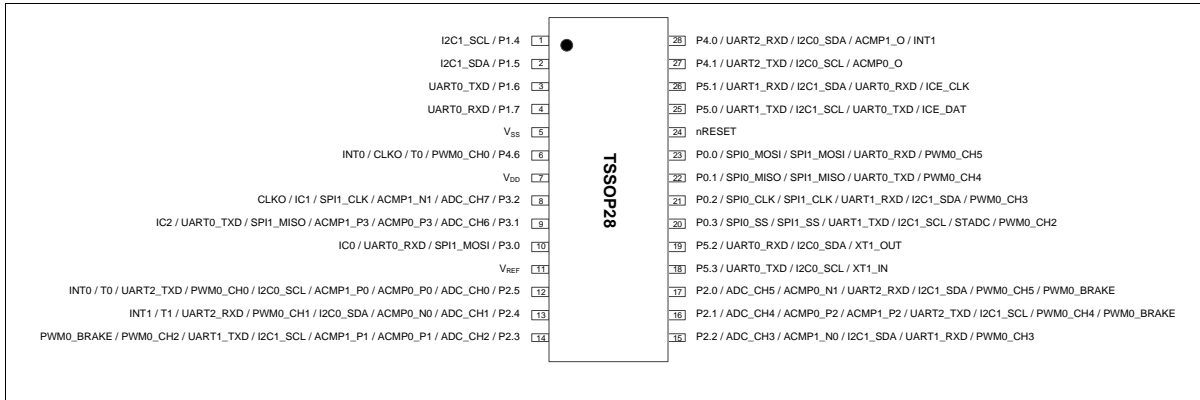 I2C1_SCL / P1.4 1
I2C1_SDA / P1.5 2
UART0_TXD / P1.6 3
UART0_RXD / P1.7 4
VSS 5
INT0 / CLKO / T0 / PWM0_CH0 / P4.6 6
VDD 7
CLKO / IC1 / SPI1_CLK / ACMP1_N1 / ADC_CH7 / P3.2 8
IC2 / UART0_TXD / SPI1_MISO / ACMP1_P3 / ACMP0_P3 / ADC_CH6 / P3.1 9
IC0 / UART0_RXD / SPI1_MOSI / P3.0 10
VREF 11
INT0 / T0 / UART2_TXD / PWM0_CH0 / I2C0_SCL / ACMP1_P0 / ACMP0_P0 / ADC_CH0 / P2.5 12
INT1 / T1 / UART2_RXD / PWM0_CH1 / I2C0_SDA / ACMP0_N0 / ADC_CH1 / P2.4 13
PWM0_BRAKE / PWM0_CH2 / UART1_TXD / I2C1_SCL / ACMP1_P1 / ACMP0_P1 / ADC_CH2 / P2.3 14
TSSOP28
28 P4.0 / UART2_RXD / I2C0_SDA / ACMP1_O / INT1
27 P4.1 / UART2_TXD / I2C0_SCL / ACMP0_O
26 P5.1 / UART1_RXD / I2C1_SDA / UART0_RXD / ICE_CLK
25 P5.0 / UART1_TXD / I2C1_SCL / UART0_TXD / ICE_DAT
24 nRESET
23 P0.0 / SPI0_MOSI / SPI1_MOSI / UART0_RXD / PWM0_CH5
22 P0.1 / SPI0_MISO / SPI1_MISO / UART0_TXD / PWM0_CH4
21 P0.2 / SPI0_CLK / SPI1_CLK / UART1_RXD / I2C1_SDA / PWM0_CH3
20 P0.3 / SPI0_SS / SPI1_SS / UART1_TXD / I2C1_SCL / STADC / PWM0_CH2
19 P5.2 / UART0_RXD / I2C0_SDA / XT1_OUT
18 P5.3 / UART0_TXD / I2C0_SCL / XT1_IN
17 P2.0 / ADC_CH5 / ACMP0_N1 / UART2_RXD / I2C1_SDA / PWM0_CH5 / PWM0_BRAKE
16 P2.1 / ADC_CH4 / ACMP0_P2 / ACMP1_P2 / UART2_TXD / I2C1_SCL / PWM0_CH4 / PWM0_BRAKE
15 P2.2 / ADC_CH3 / ACMP1_N0 / I2C1_SDA / UART1_RXD / PWM0_CH3